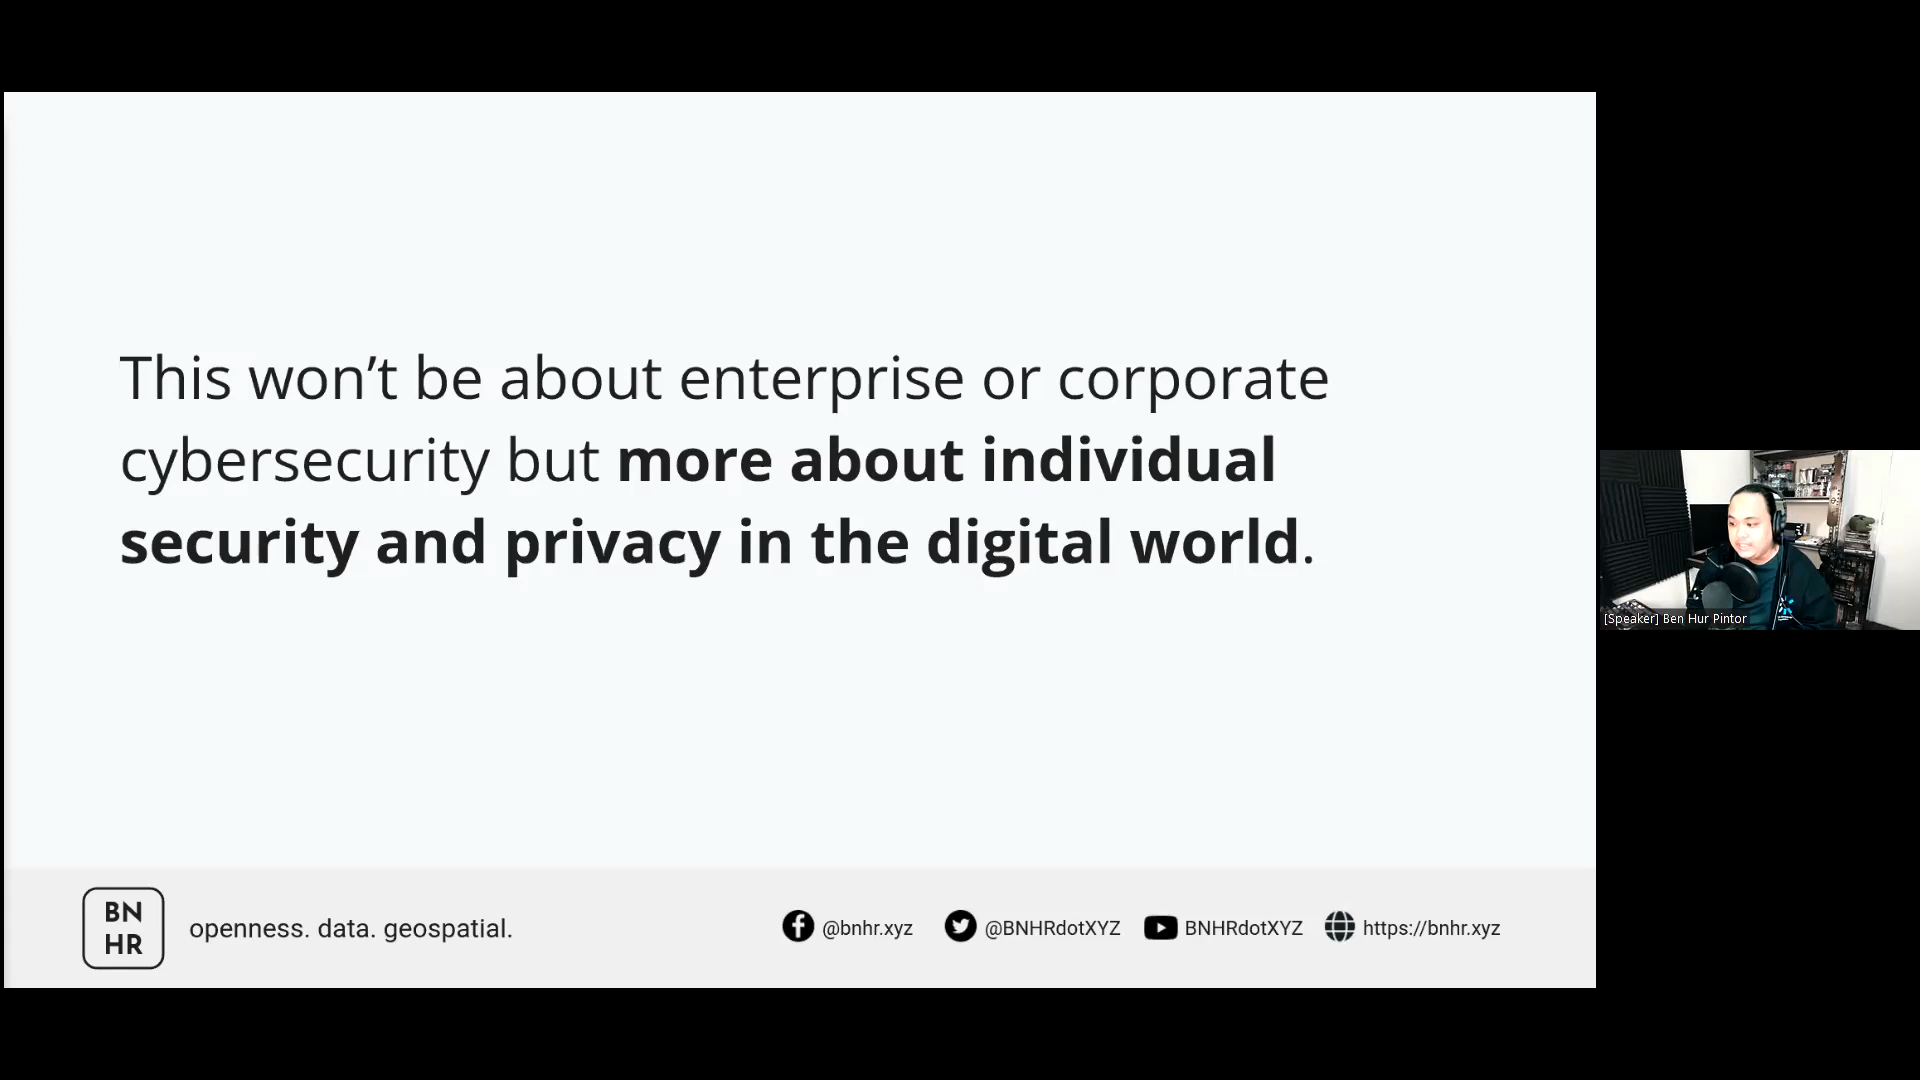 This won’t be about enterprise or corporate
cybersecurity but more about individual
security and privacy in the digital world.
BN
HR
openness. data. geospatial.
@bnhr.xyz
@BNHRdotXYZ
BNHRdotXYZ
https://bnhr.xyz
[Speaker] Ben Hur Pintor